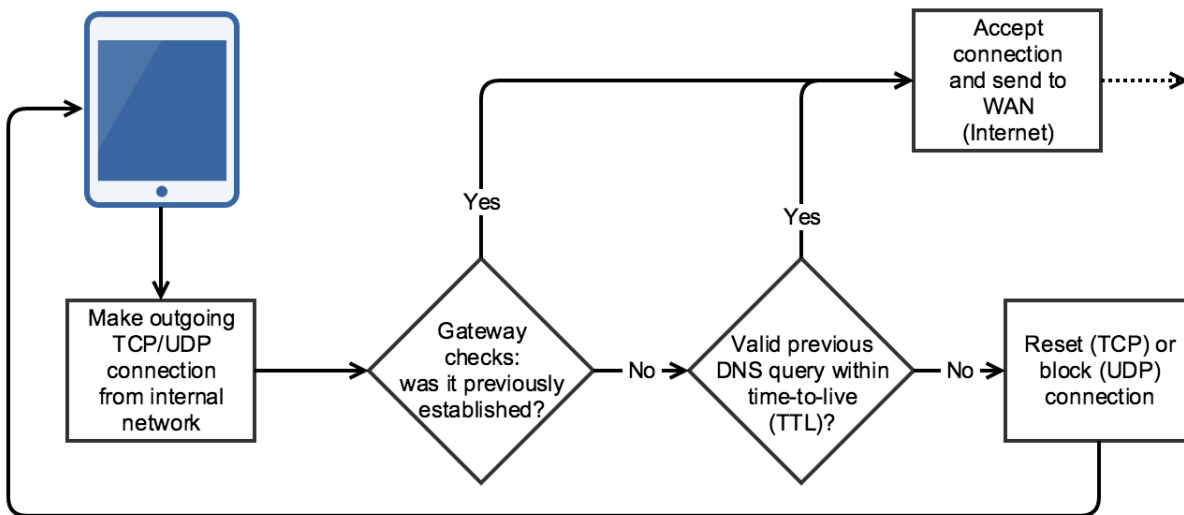 Accept
connection
and send to
WAN
(Internet)
Yes
Yes
Make outgoing
TCP/UDP
connection
from internal
network
Gateway
checks:
was it previously
established?
No
Valid previous
DNS query within
time-to-live
(TTL)?
No
Reset (TCP) or
block (UDP)
connection